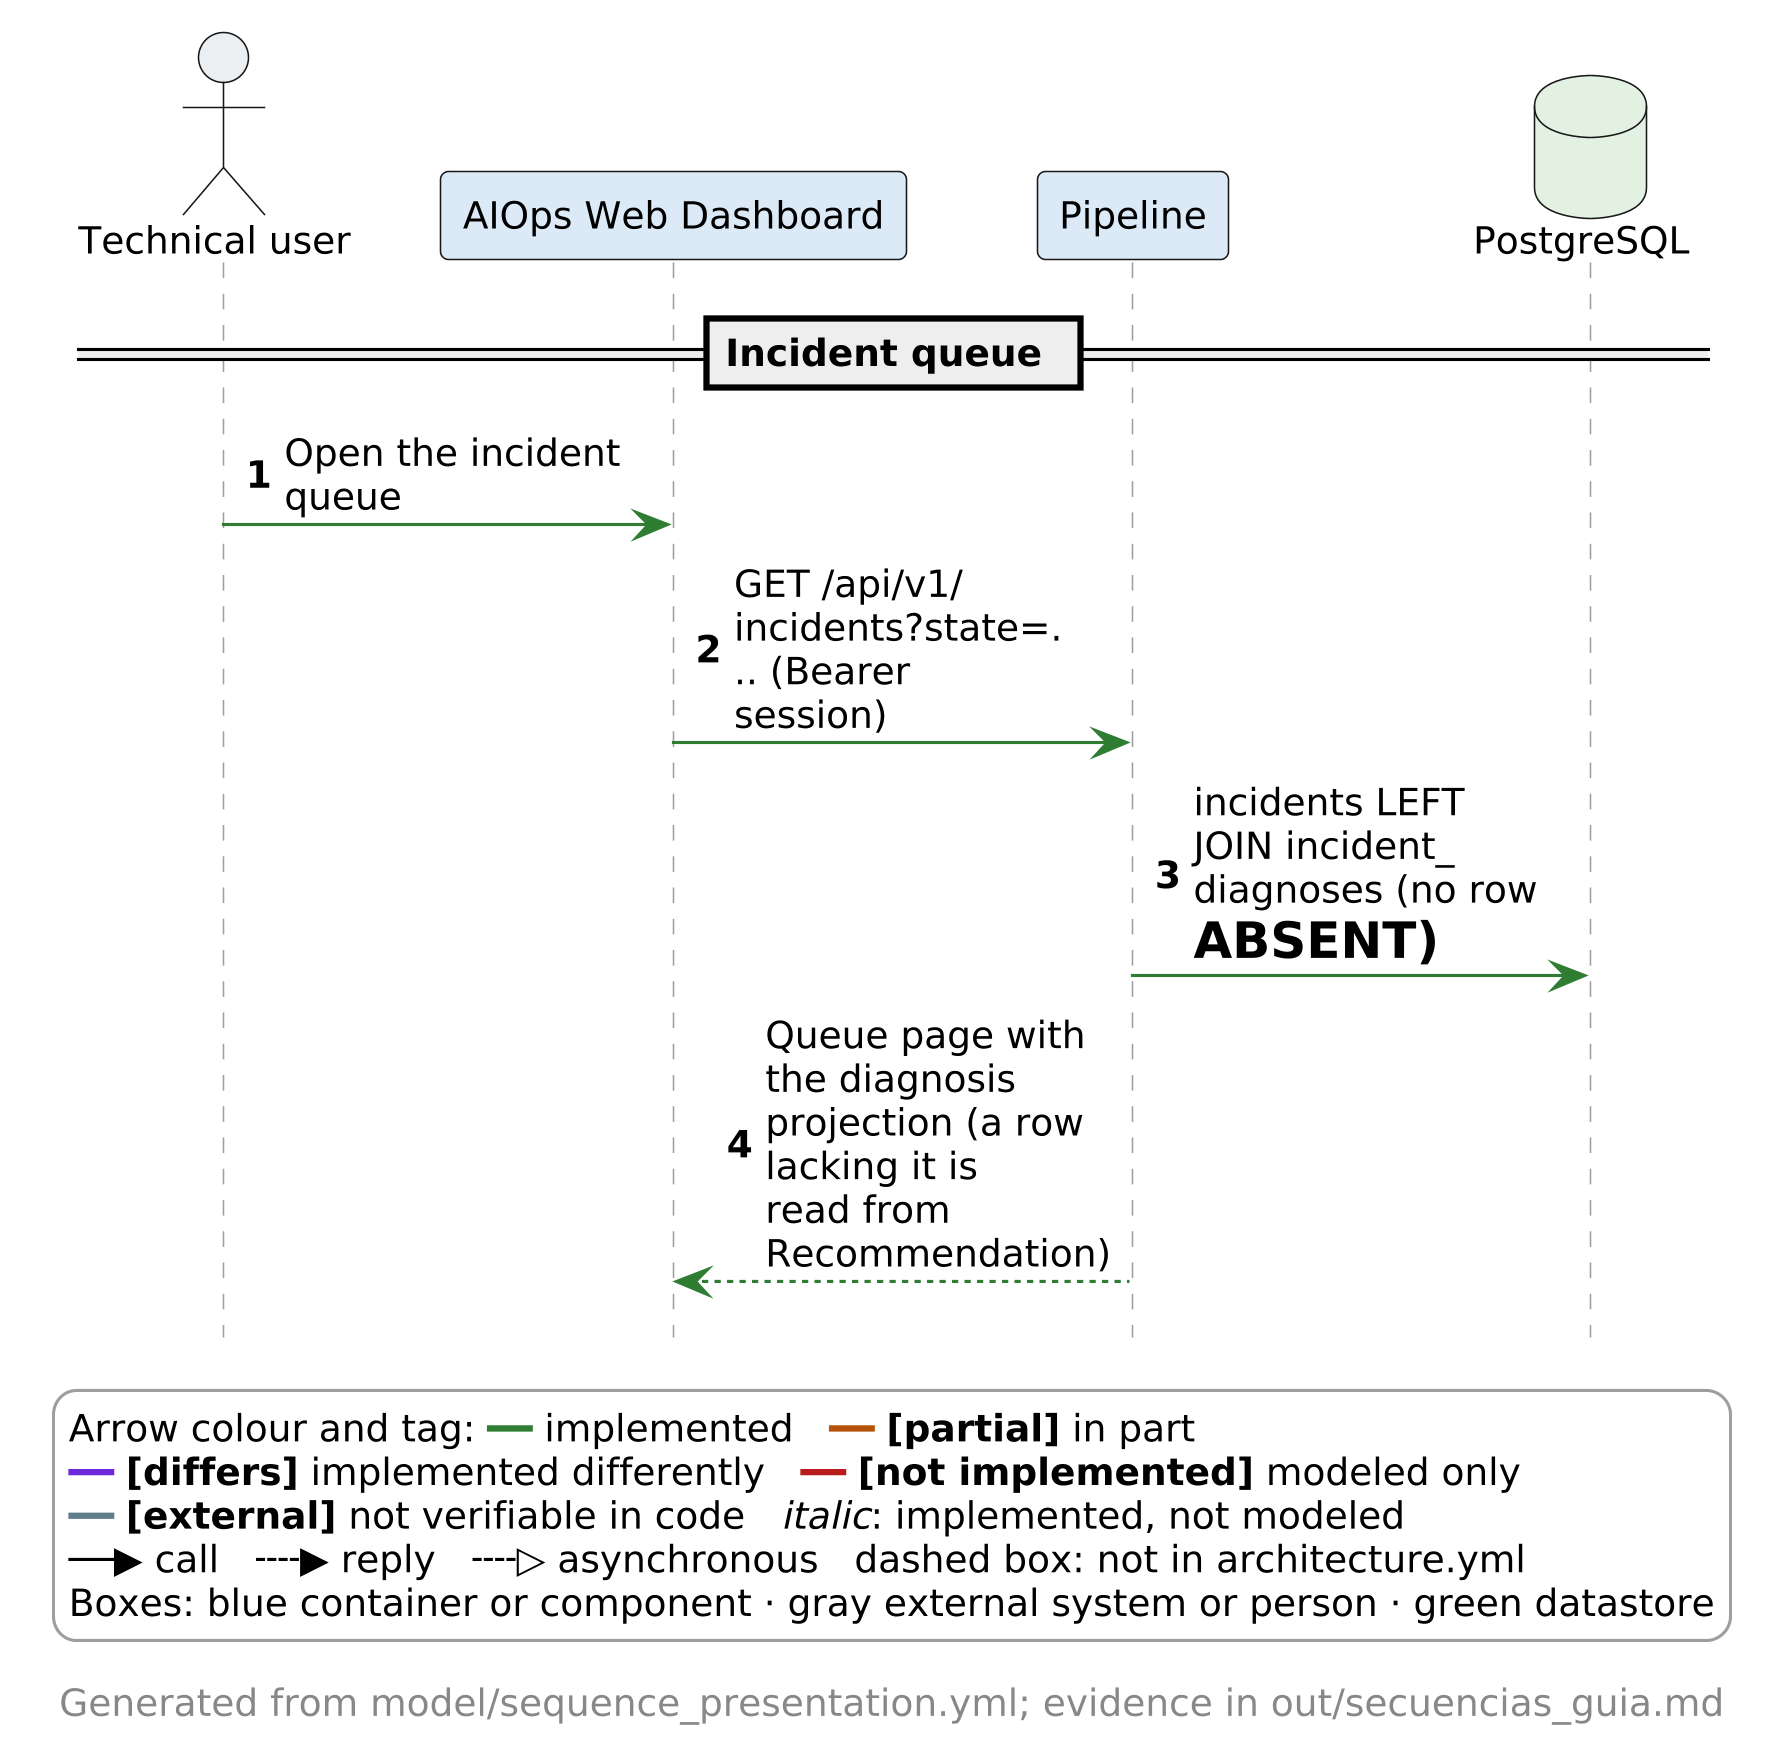 Technical user
AIOps Web Dashboard
Pipeline
PostgreSQL
Incident queue
1 Open the incident
queue
2 GET /api/v1/
incidents?state=.
.. (Bearer
session)
3 incidents LEFT
JOIN incident_
diagnoses (no row
ABSENT)
4 Queue page with
the diagnosis
projection (a row
lacking it is
read from
Recommendation)
Arrow colour and tag: implemented [partial] in part
[differs] implemented differently [not implemented] modeled only
[external] not verifiable in code italic: implemented, not modeled
call reply asynchronous dashed box: not in architecture.yml
Boxes: blue container or component · gray external system or person · green datastore
Generated from model/sequence_presentation.yml; evidence in out/secuencias_guia.md